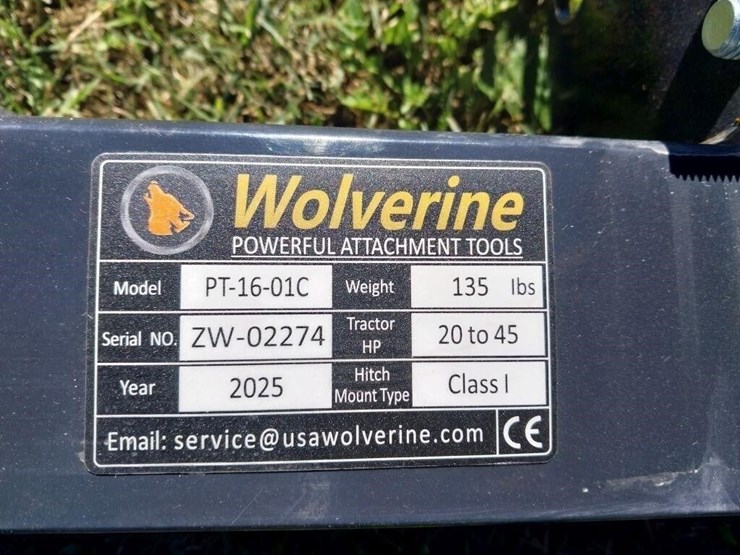 Wolverine
POWERFUL ATTACHMENT TOOLS
Model PT-16-01C Weight 135 lbs
Serial NO. ZW-02274 Tractor HP 20 to 45
Year 2025 Hitch Mount Type Class I
Email: service@usawolverine.com CE